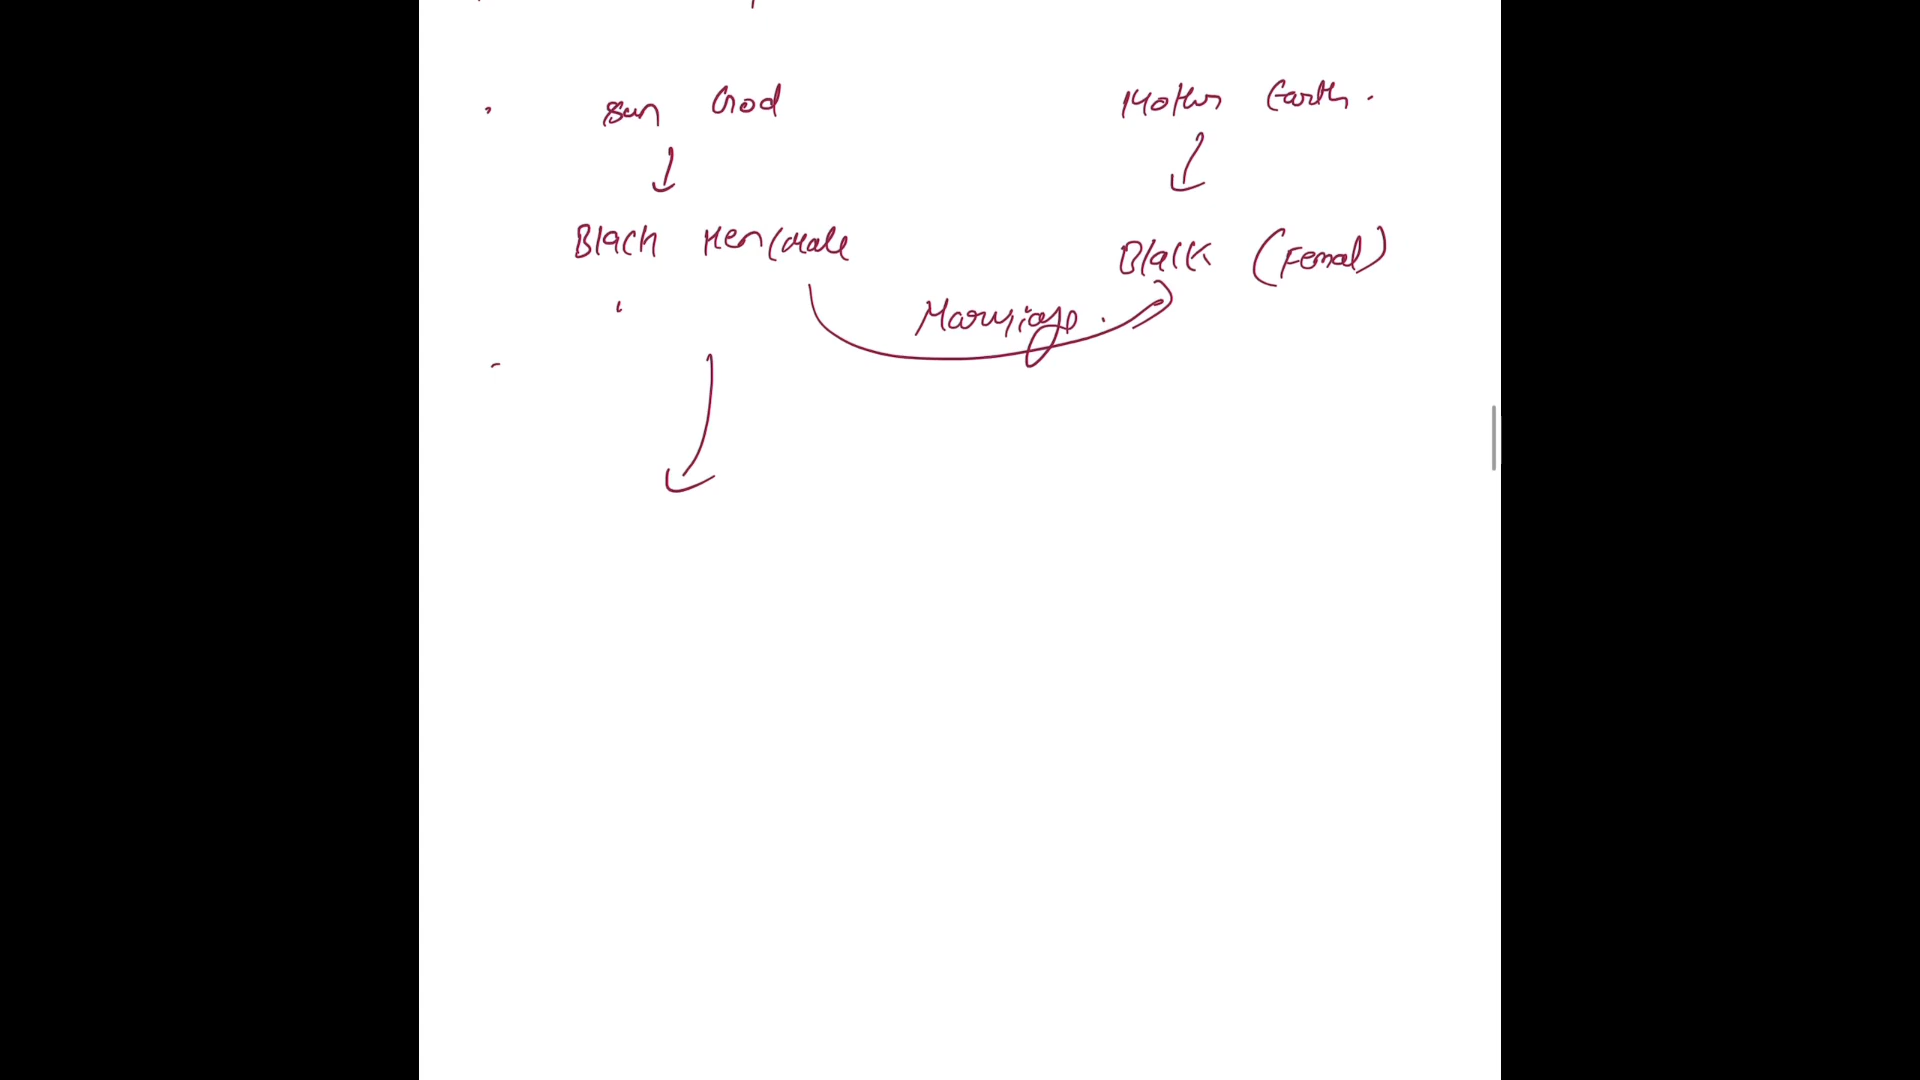 Sun God
Mother Earth.
Black Men/Male
Black (Femal)
Marriage.